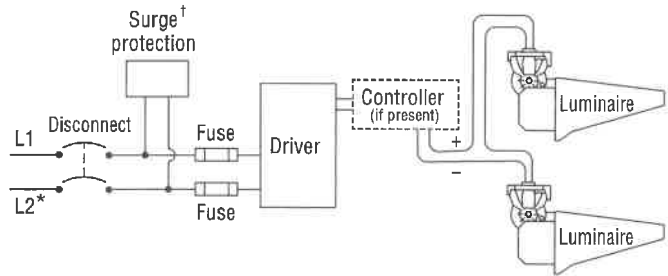 Surge†
protection
Disconnect
L1
L2*
Fuse
Fuse
Driver
Controller
(if present)
+
−
Luminaire
Luminaire